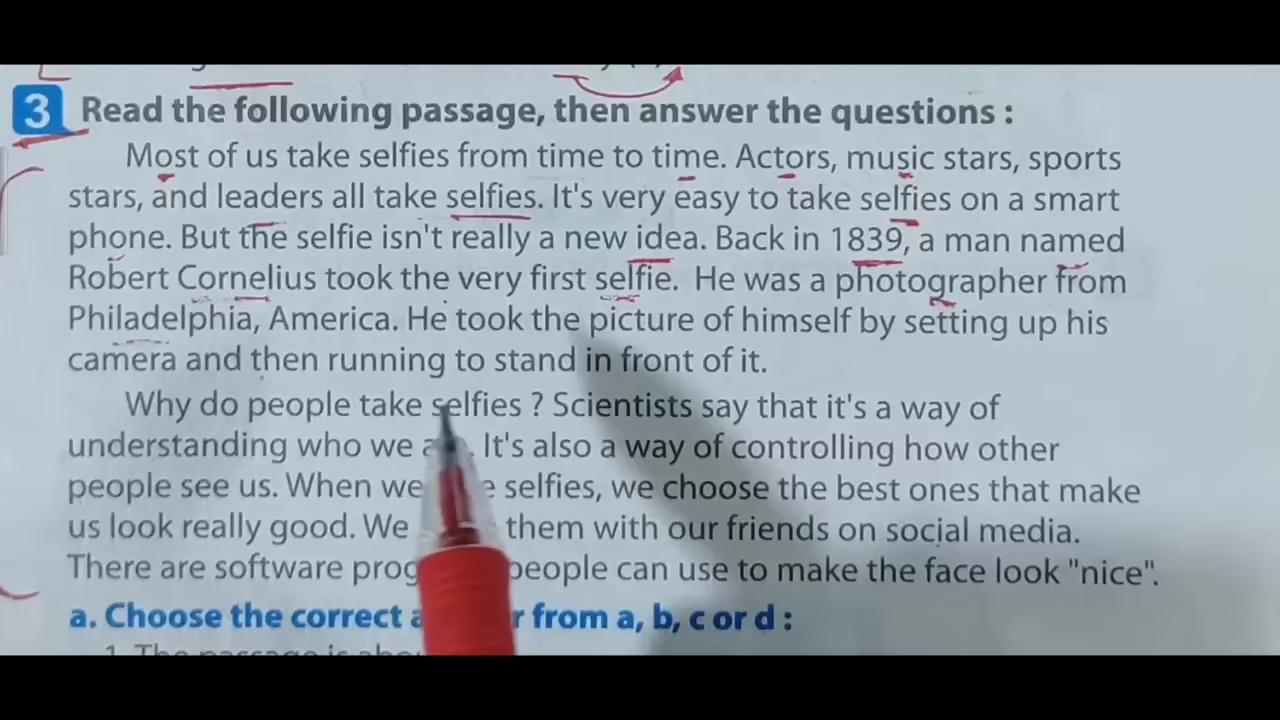 3 Read the following passage, then answer the questions :
Most of us take selfies from time to time. Actors, music stars, sports
stars, and leaders all take selfies. It's very easy to take selfies on a smart
phone. But the selfie isn't really a new idea. Back in 1839, a man named
Robert Cornelius took the very first selfie. He was a photographer from
Philadelphia, America. He took the picture of himself by setting up his
camera and then running to stand in front of it.
Why do people take selfies ? Scientists say that it's a way of
understanding who we It's also a way of controlling how other
people see us. When we selfies, we choose the best ones that make
us look really good. We them with our friends on social media.
There are software people can use to make the face look "nice".
a. Choose the correct from a, b, c or d :
1. The passage is